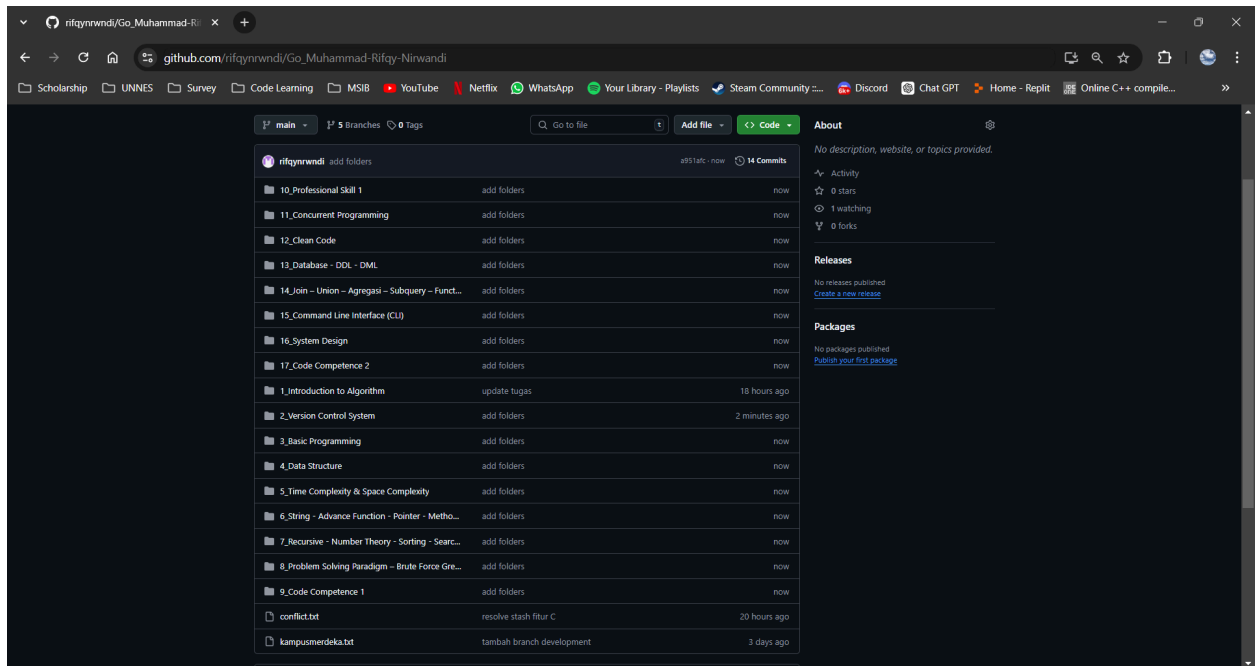 rifqynrwndi/Go_Muhammad-Ri
github.com/rifqynrwndi/Go_Muhammad-Rifqy-Nirwandi
Scholarship UNNES Survey Code Learning MSIB YouTube Netflix WhatsApp Your Library - Playlists Steam Community ::... Discord Chat GPT Home - Replit Online C++ compile... »
main 5 Branches 0 Tags Go to file t Add file <> Code
rifqynrwndi add folders a951afc · now 14 Commits
10_Professional Skill 1 add folders now
11_Concurrent Programming add folders now
12_Clean Code add folders now
13_Database - DDL - DML add folders now
14_Join – Union – Agregasi – Subquery – Funct... add folders now
15_Command Line Interface (CLI) add folders now
16_System Design add folders now
17_Code Competence 2 add folders now
1_Introduction to Algorithm update tugas 18 hours ago
2_Version Control System add folders 2 minutes ago
3_Basic Programming add folders now
4_Data Structure add folders now
5_Time Complexity & Space Complexity add folders now
6_String - Advance Function - Pointer - Metho... add folders now
7_Recursive - Number Theory - Sorting - Searc... add folders now
8_Problem Solving Paradigm – Brute Force Gre... add folders now
9_Code Competence 1 add folders now
conflict.txt resolve stash fitur C 20 hours ago
kampusmerdeka.txt tambah branch development 3 days ago
About
No description, website, or topics provided.
Activity
0 stars
1 watching
0 forks
Releases
No releases published
Create a new release
Packages
No packages published
Publish your first package